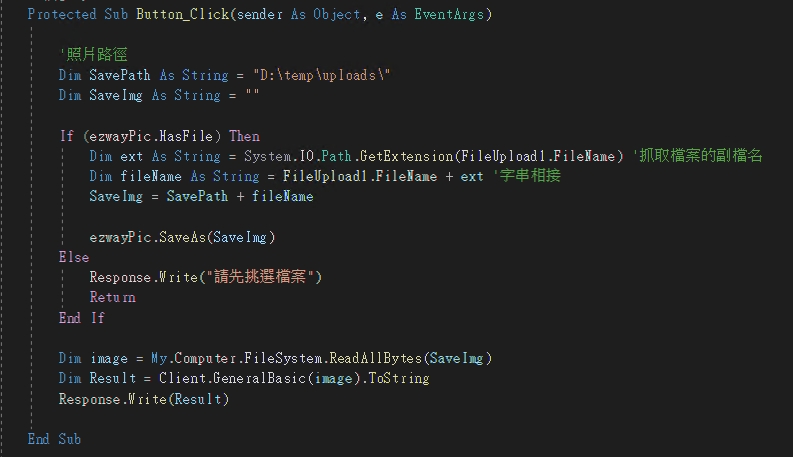 Protected Sub Button_Click(sender As Object, e As EventArgs)
'照片路徑
Dim SavePath As String = "D:\temp\uploads\"
Dim SaveImg As String = ""
If (ezwayPic.HasFile) Then
Dim ext As String = System.IO.Path.GetExtension(FileUpload1.FileName) '抓取檔案的副檔名
Dim fileName As String = FileUpload1.FileName + ext '字串相接
SaveImg = SavePath + fileName
ezwayPic.SaveAs(SaveImg)
Else
Response.Write("請先挑選檔案")
Return
End If
Dim image = My.Computer.FileSystem.ReadAllBytes(SaveImg)
Dim Result = Client.GeneralBasic(image).ToString
Response.Write(Result)
End Sub